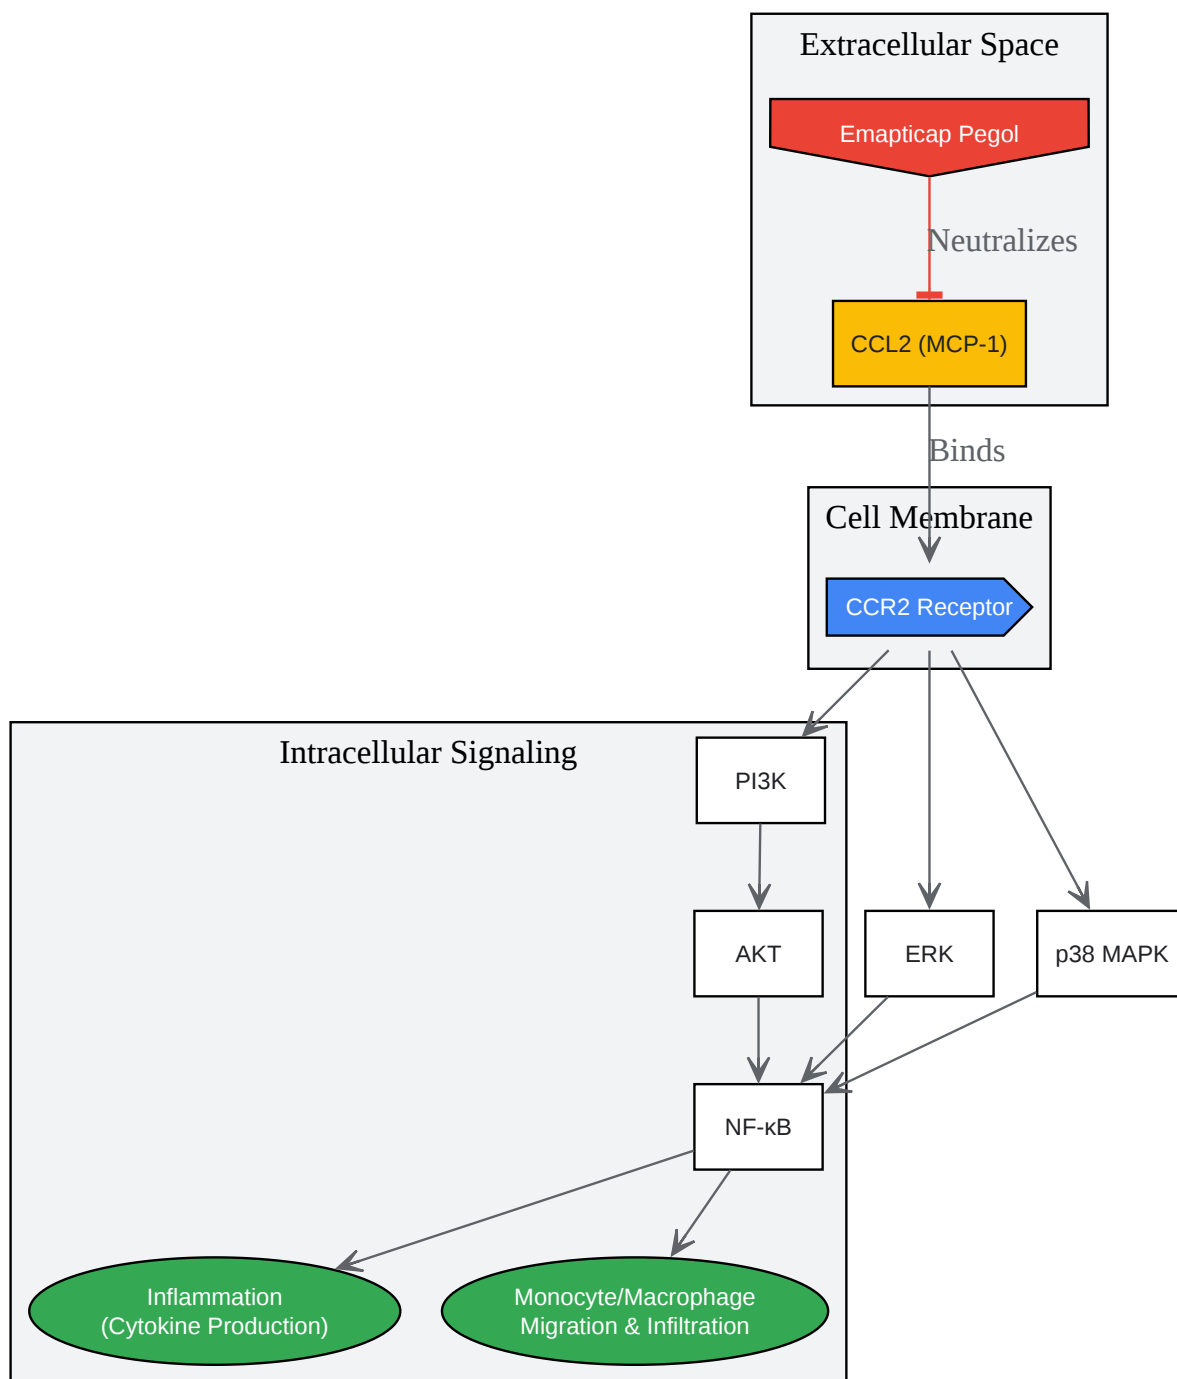 Extracellular Space
Emapticap Pegol
Neutralizes
CCL2 (MCP-1)
Binds
Cell Membrane
CCR2 Receptor
Intracellular Signaling
PI3K
AKT
ERK
p38 MAPK
NF-κB
Inflammation
(Cytokine Production)
Monocyte/Macrophage
Migration & Infiltration